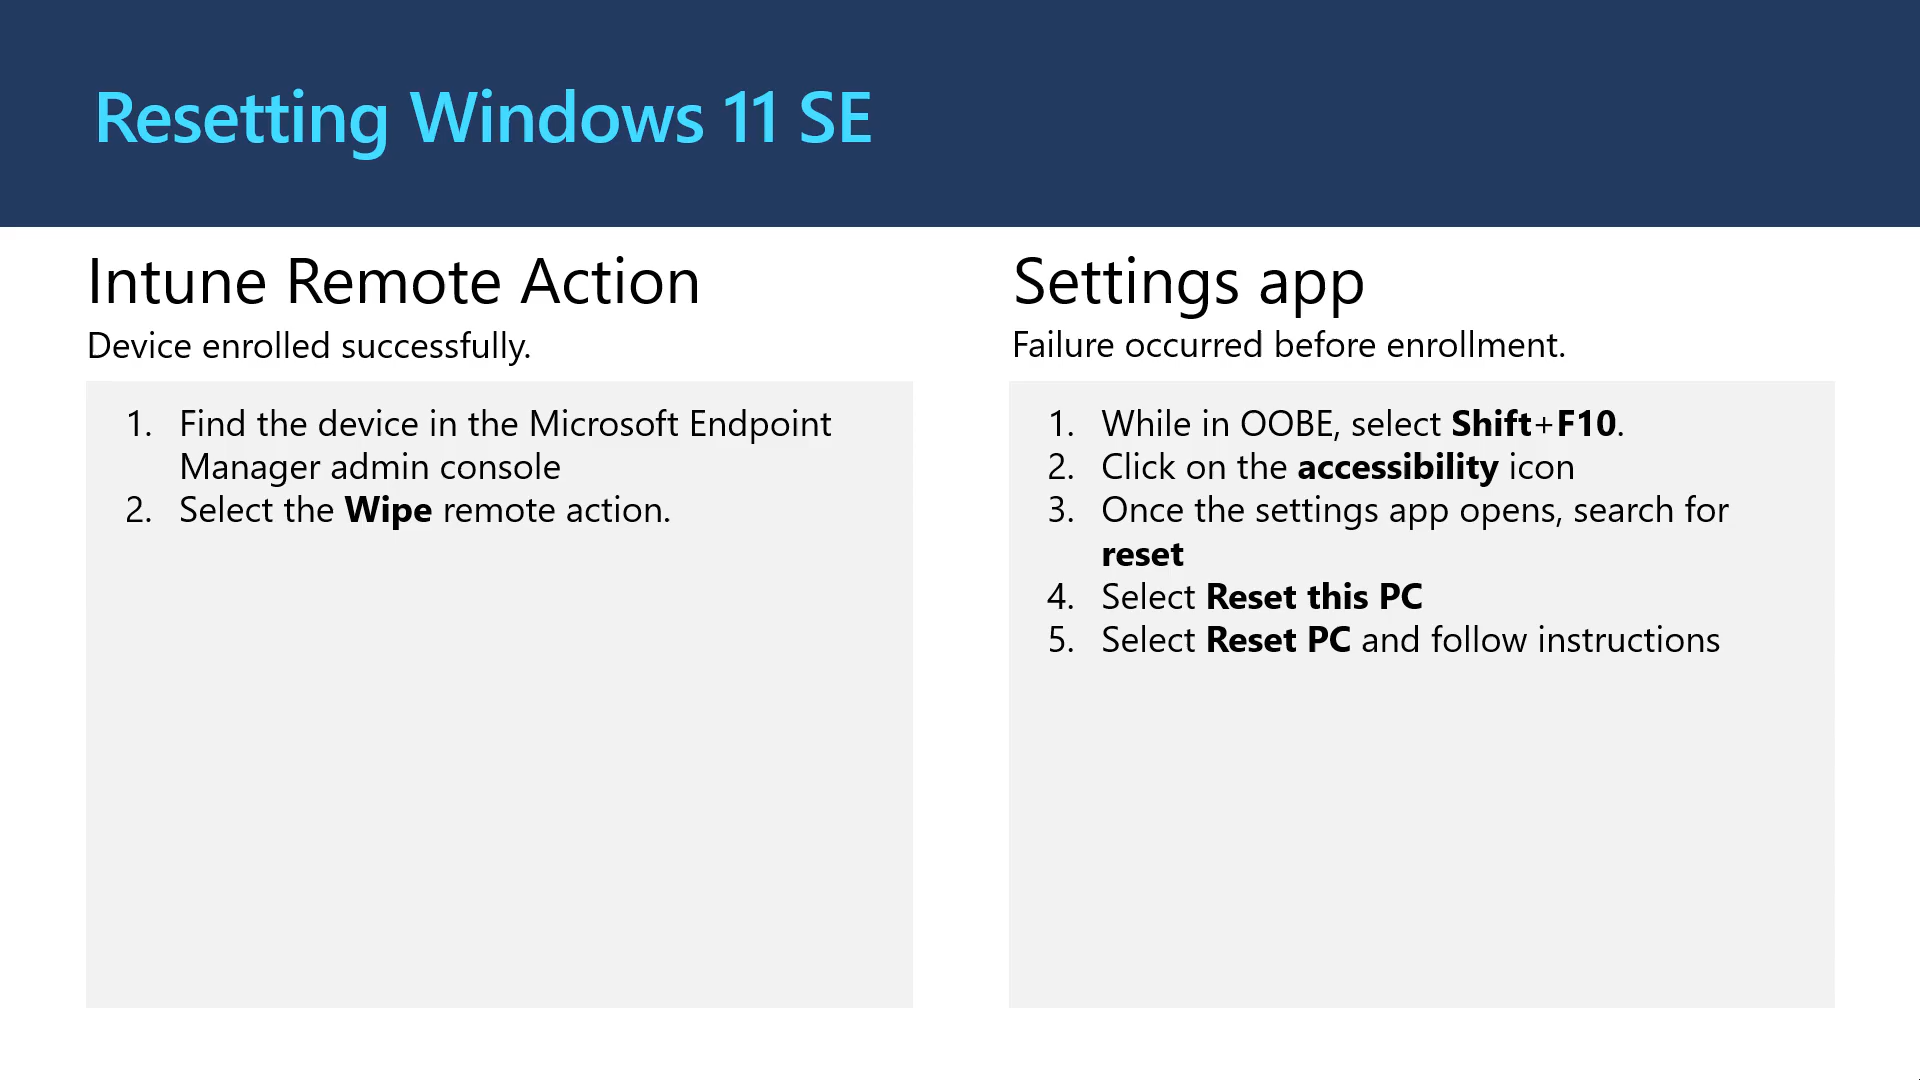 Resetting Windows 11 SE
Intune Remote Action
Device enrolled successfully.
1. Find the device in the Microsoft Endpoint
Manager admin console
2. Select the Wipe remote action.
Settings app
Failure occurred before enrollment.
1. While in OOBE, select Shift+F10.
2. Click on the accessibility icon
3. Once the settings app opens, search for
reset
4. Select Reset this PC
5. Select Reset PC and follow instructions